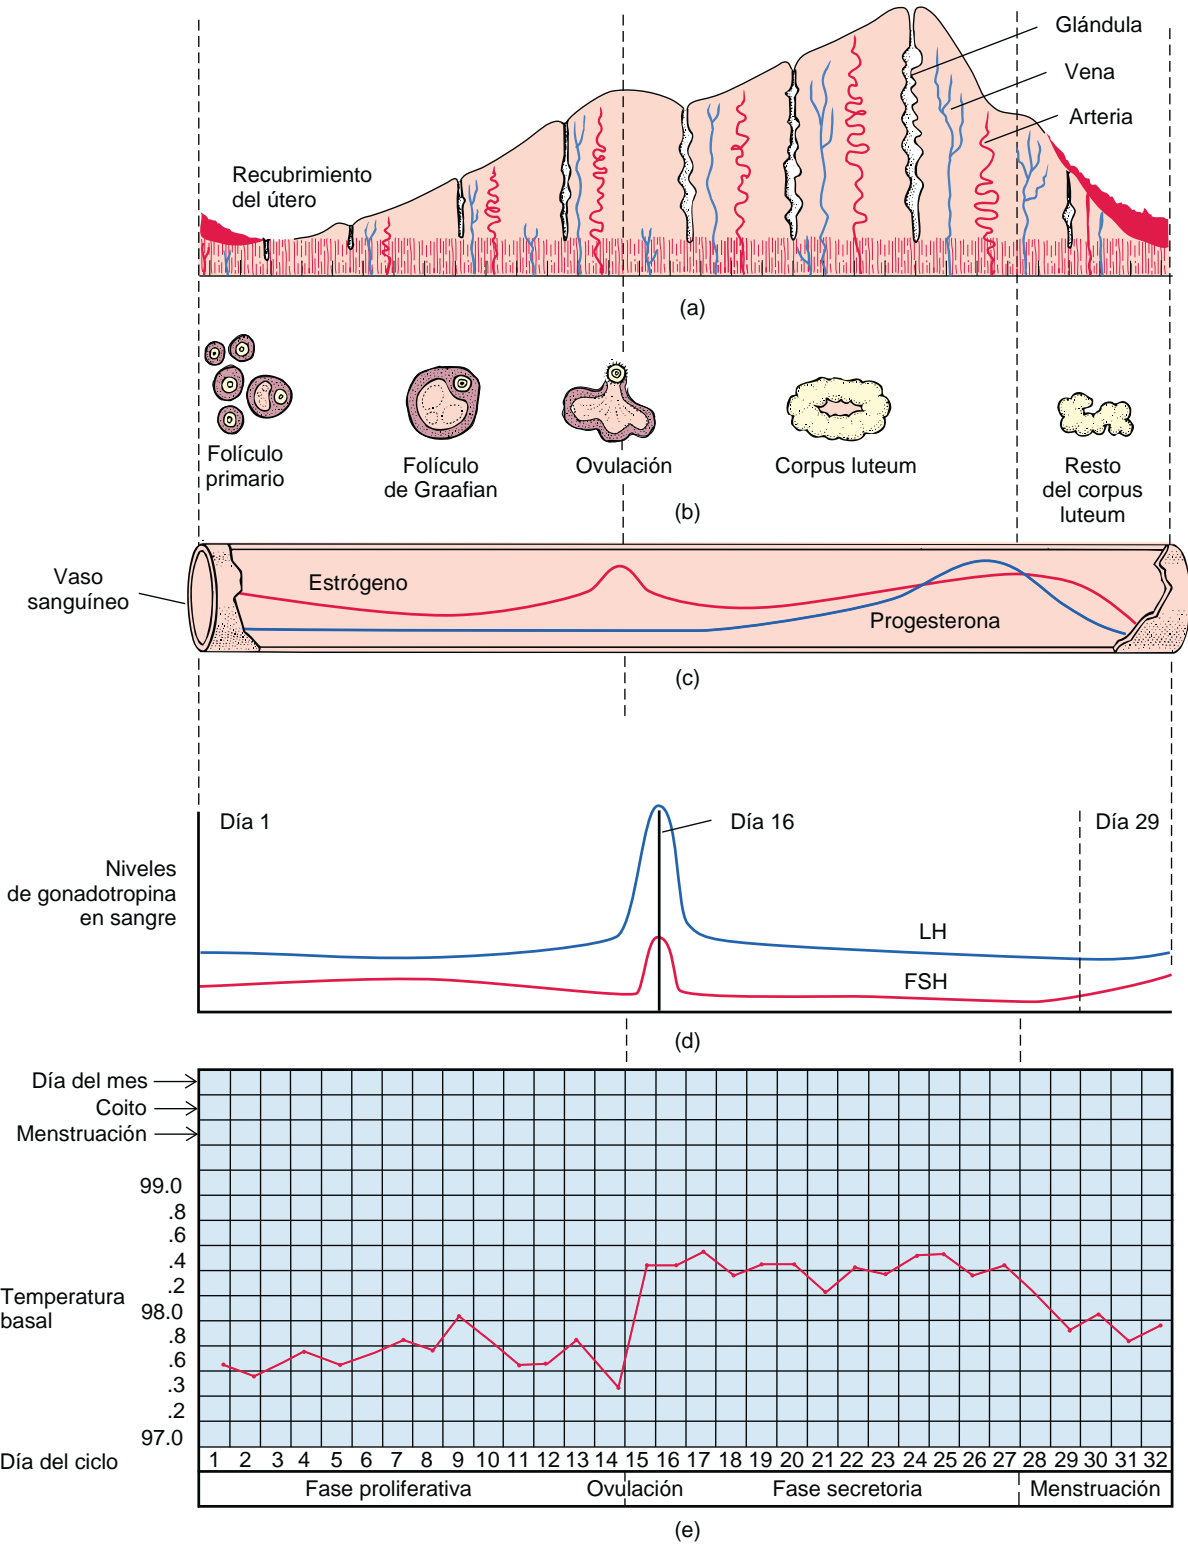 Glándula
Vena
Arteria
Recubrimiento
del útero
(a)
Folículo
primario
Folículo
de Graafian
Ovulación
Corpus luteum
Resto
del corpus
luteum
(b)
Vaso
sanguíneo
Estrógeno
Progesterona
(c)
Día 1
Día 16
Día 29
Niveles
de gonadotropina
en sangre
LH
FSH
(d)
Día del mes
Coito
Menstruación
99.0
.8
.6
.4
.2
Temperatura
basal
98.0
.8
.6
.3
.2
97.0
Día del ciclo
1 2 3 4 5 6 7 8 9 10 11 12 13 14 15 16 17 18 19 20 21 22 23 24 25 26 27 28 29 30 31 32
Fase proliferativa Ovulación Fase secretoria Menstruación
(e)